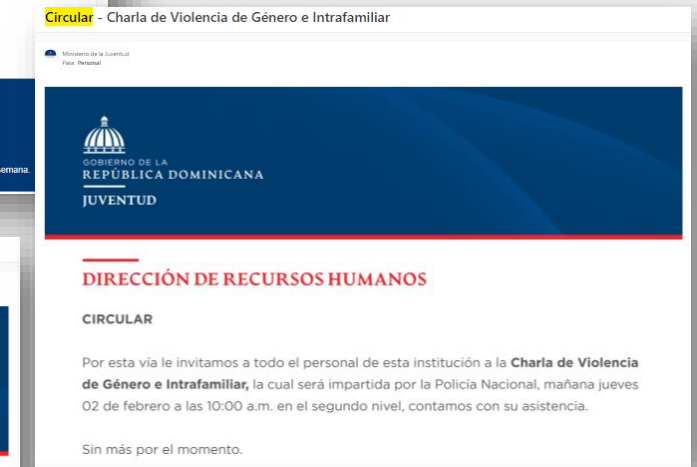 Circular - Charla de Violencia de Género e Intrafamiliar
Ministerio de la Juventud
Para Personal
semana.
GOBIERNO DE LA
REPÚBLICA DOMINICANA
JUVENTUD
DIRECCIÓN DE RECURSOS HUMANOS
CIRCULAR
Por esta vía le invitamos a todo el personal de esta institución a la Charla de Violencia
de Género e Intrafamiliar, la cual será impartida por la Policía Nacional, mañana jueves
02 de febrero a las 10:00 a.m. en el segundo nivel, contamos con su asistencia.
Sin más por el momento.